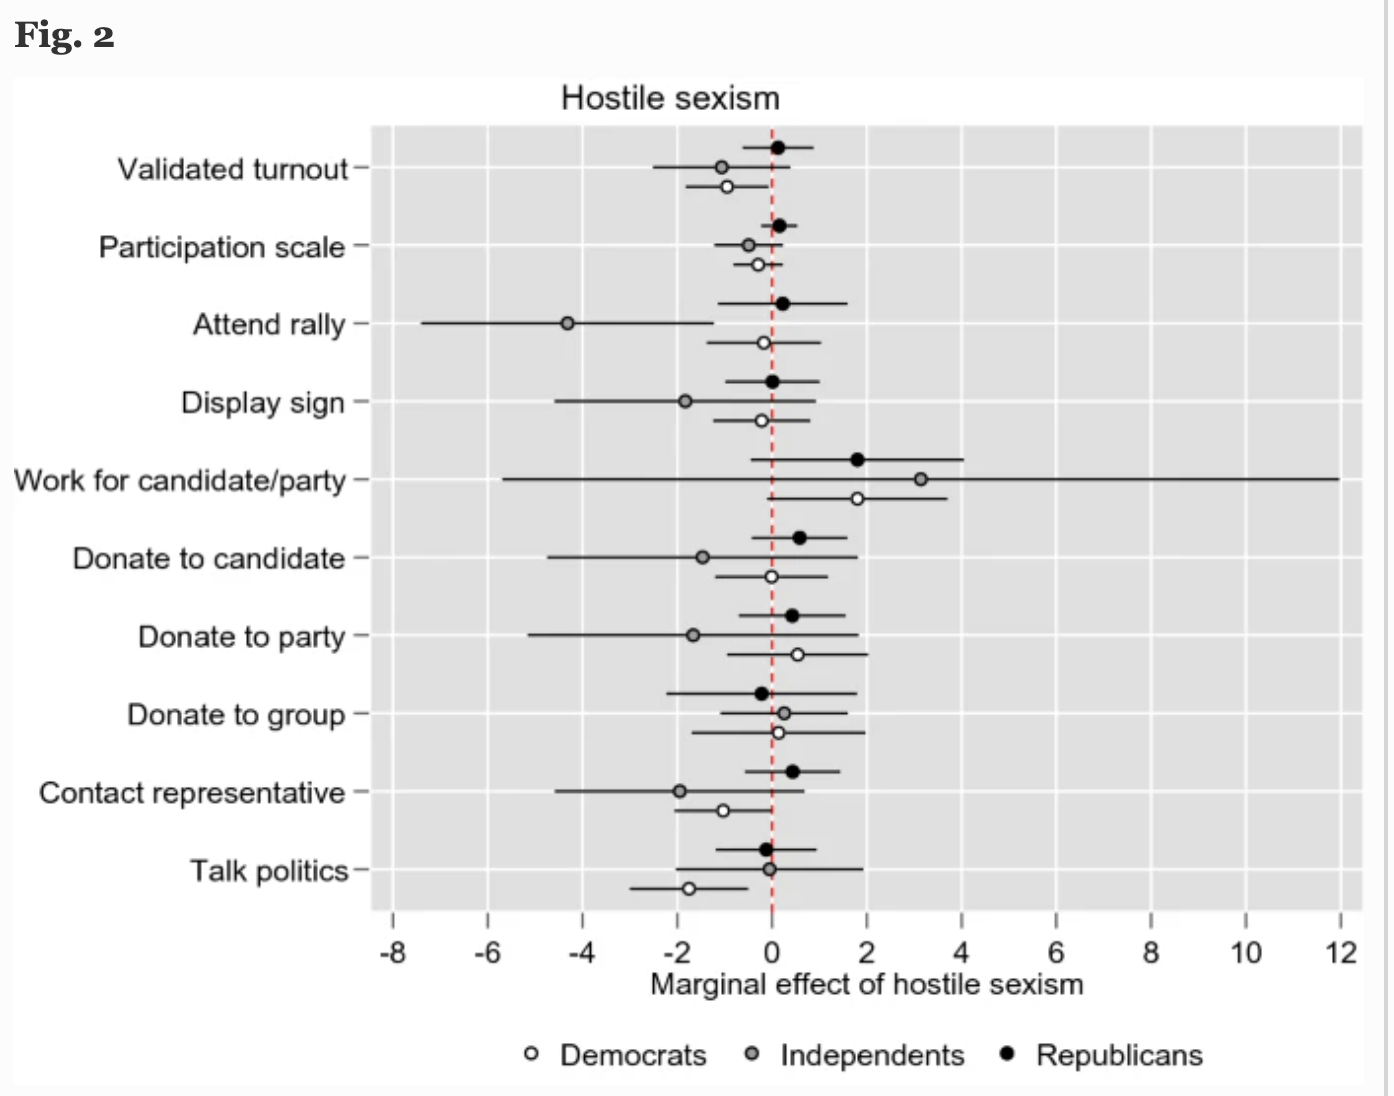 Fig. 2
Hostile sexism
Validated turnout
Participation scale
Attend rally
Display sign
Work for candidate/party
Donate to candidate
Donate to party
Donate to group
Contact representative
Talk politics
-8 -6 -4 -2 0 2 4 6 8 10 12
Marginal effect of hostile sexism
Democrats Independents Republicans